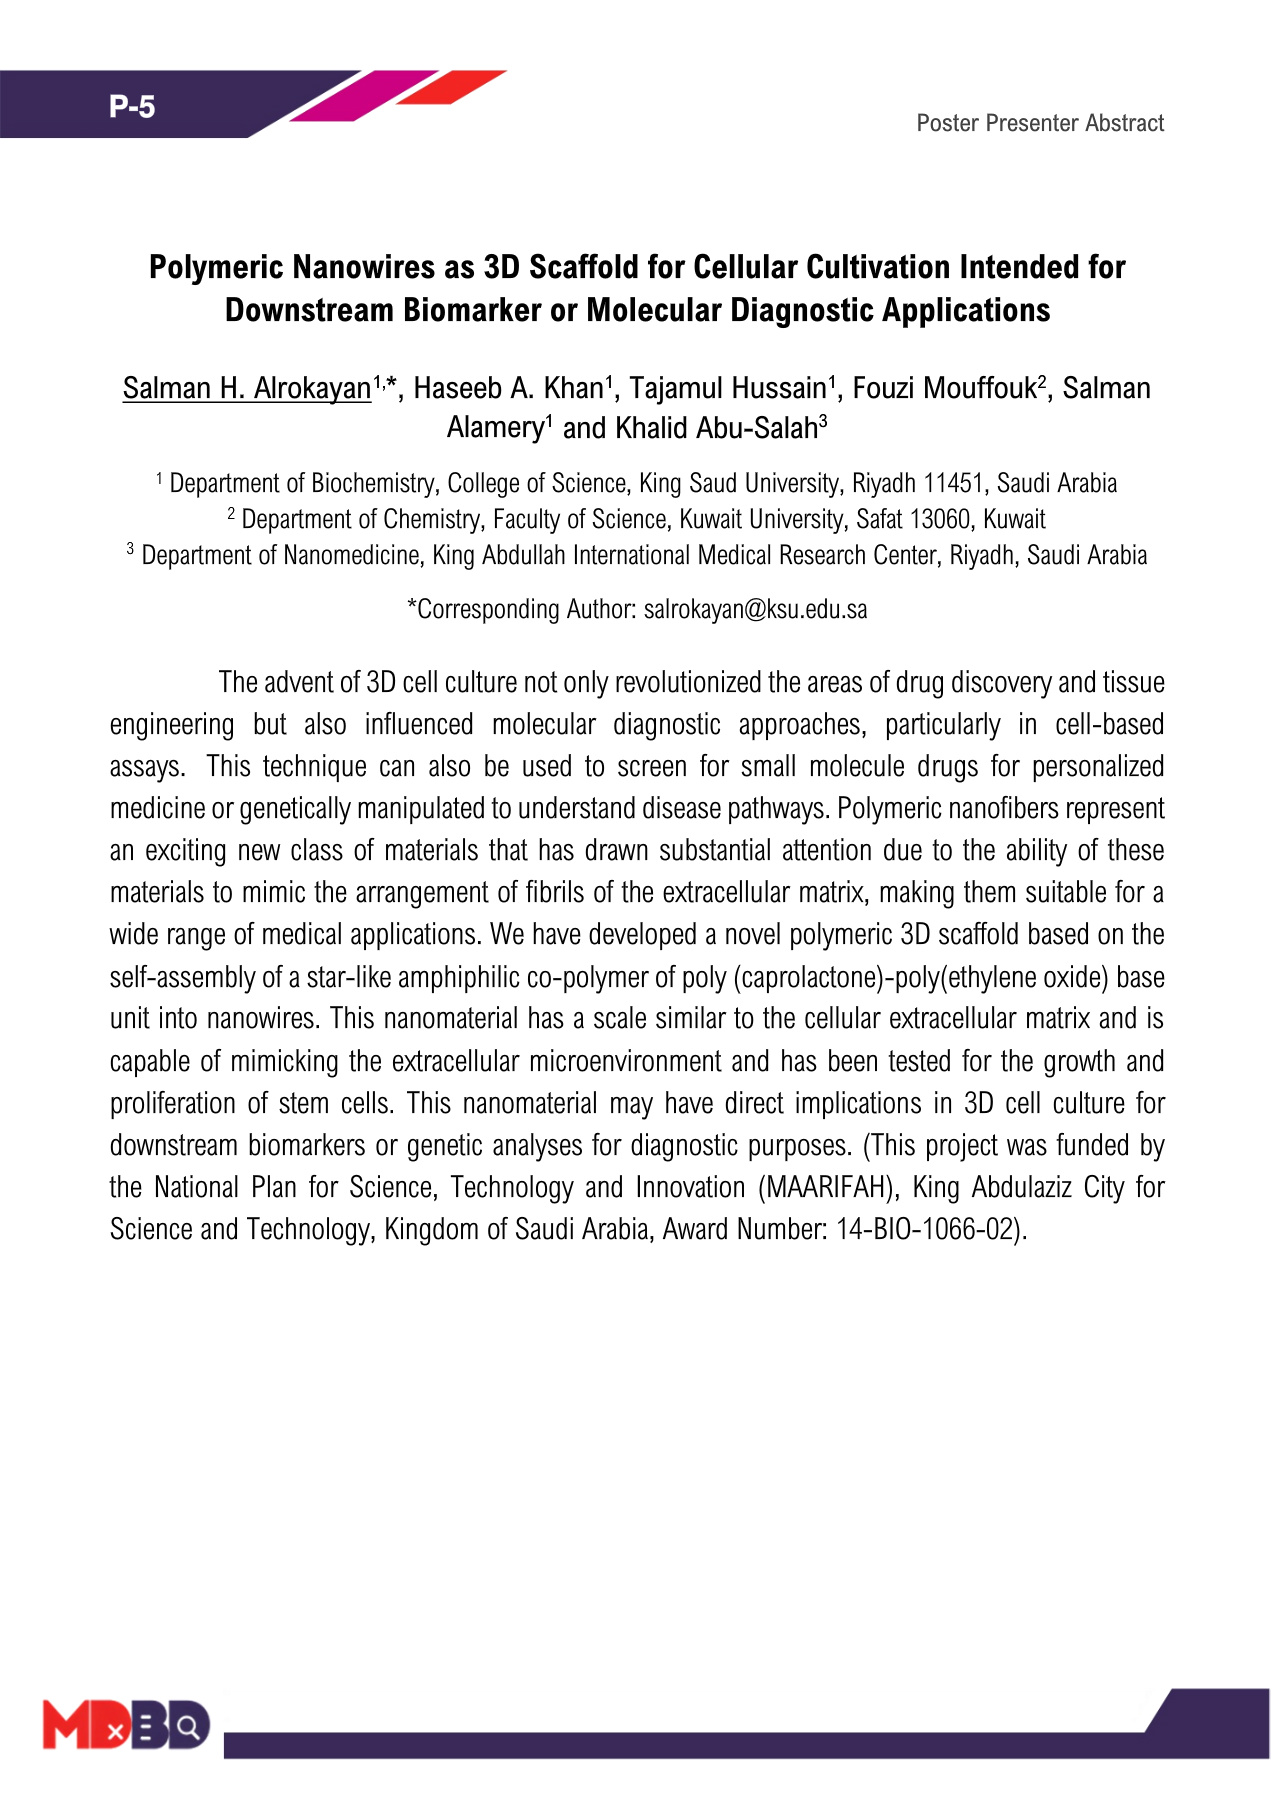 P-5
Poster Presenter Abstract
Polymeric Nanowires as 3D Scaffold for Cellular Cultivation Intended for
Downstream Biomarker or Molecular Diagnostic Applications
Salman H. Alrokayan¹,*, Haseeb A. Khan¹, Tajamul Hussain¹, Fouzi Mouffouk², Salman
Alamery¹ and Khalid Abu-Salah³
¹ Department of Biochemistry, College of Science, King Saud University, Riyadh 11451, Saudi Arabia
² Department of Chemistry, Faculty of Science, Kuwait University, Safat 13060, Kuwait
³ Department of Nanomedicine, King Abdullah International Medical Research Center, Riyadh, Saudi Arabia
*Corresponding Author: salrokayan@ksu.edu.sa
The advent of 3D cell culture not only revolutionized the areas of drug discovery and tissue
engineering but also influenced molecular diagnostic approaches, particularly in cell-based
assays. This technique can also be used to screen for small molecule drugs for personalized
medicine or genetically manipulated to understand disease pathways. Polymeric nanofibers represent
an exciting new class of materials that has drawn substantial attention due to the ability of these
materials to mimic the arrangement of fibrils of the extracellular matrix, making them suitable for a
wide range of medical applications. We have developed a novel polymeric 3D scaffold based on the
self-assembly of a star-like amphiphilic co-polymer of poly (caprolactone)-poly(ethylene oxide) base
unit into nanowires. This nanomaterial has a scale similar to the cellular extracellular matrix and is
capable of mimicking the extracellular microenvironment and has been tested for the growth and
proliferation of stem cells. This nanomaterial may have direct implications in 3D cell culture for
downstream biomarkers or genetic analyses for diagnostic purposes. (This project was funded by
the National Plan for Science, Technology and Innovation (MAARIFAH), King Abdulaziz City for
Science and Technology, Kingdom of Saudi Arabia, Award Number: 14-BIO-1066-02).
MDxBD